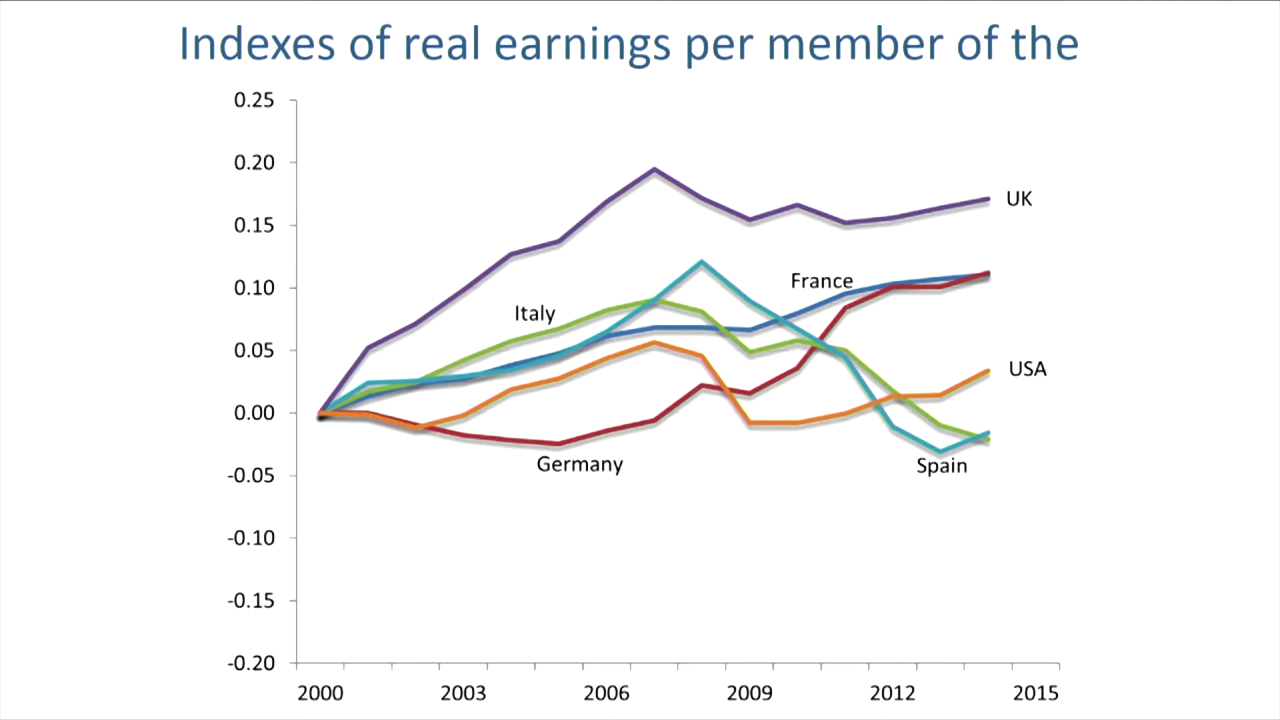 Indexes of real earnings per member of the
0.25
0.20
UK
0.15
France
0.10
Italy
0.05
USA
0.00
Germany
Spain
-0.05
-0.10
-0.15
-0.20
2000 2003 2006 2009 2012 2015